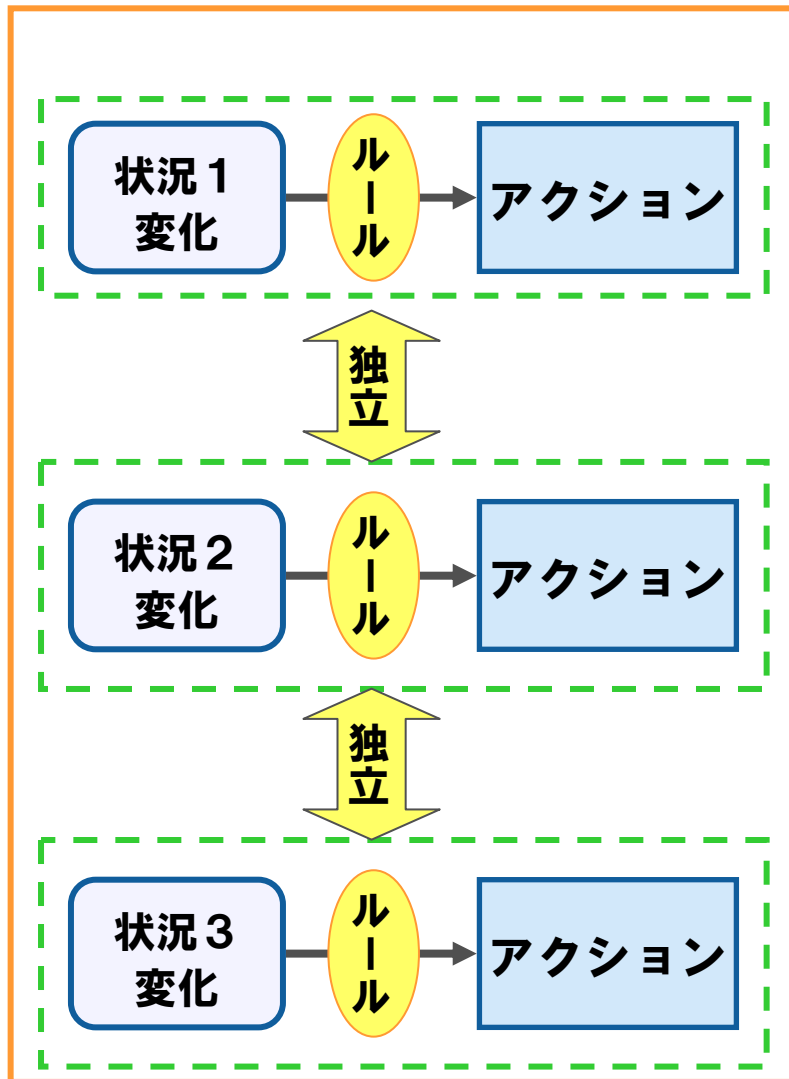 状況１
変化
ルール
アクション
独立
状況２
変化
ルール
アクション
独立
状況３
変化
ルール
アクション